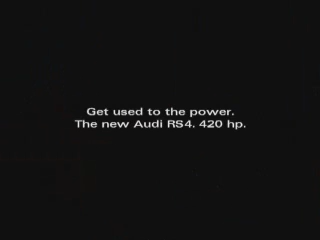 Get used to the power.
The new Audi RS4. 420 hp.